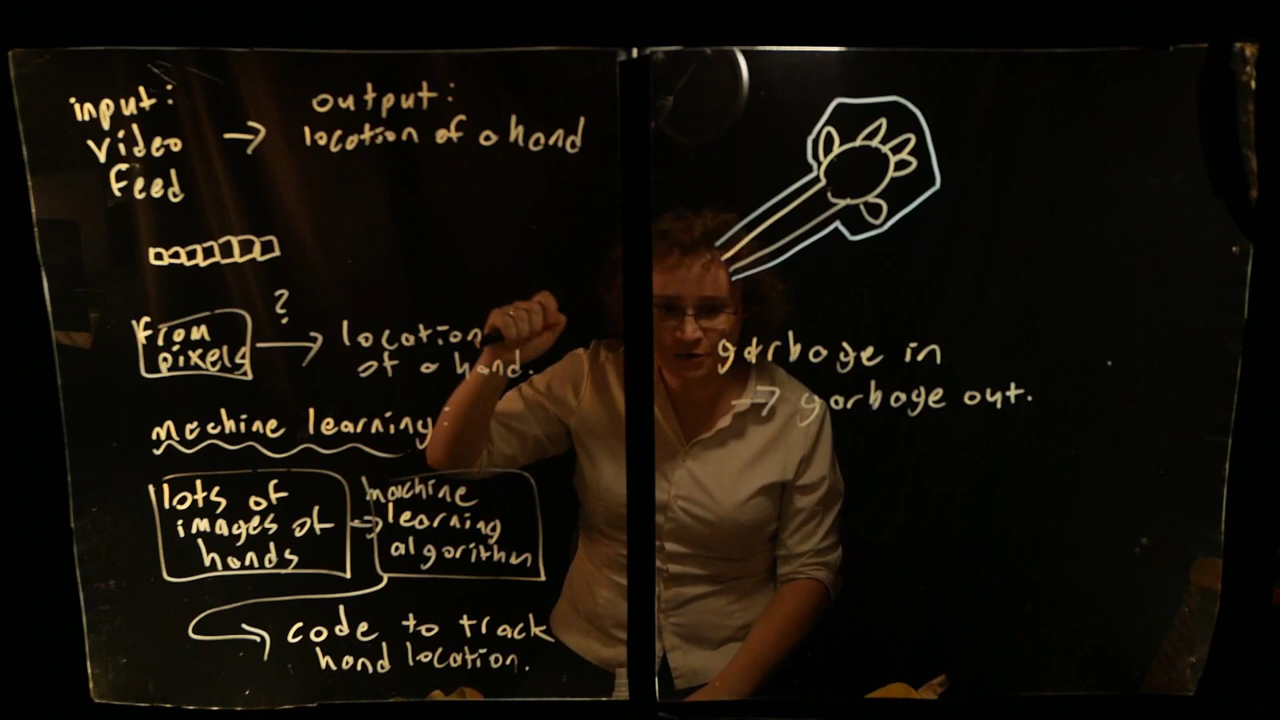 input:
video
feed
→ output:
location of a hand
from
pixels
?
→ location
of a hand.
machine learning:
lots of
images of
hands
→ machine
learning
algorithm
code to track
hand location.
garbage in
→ garbage out.